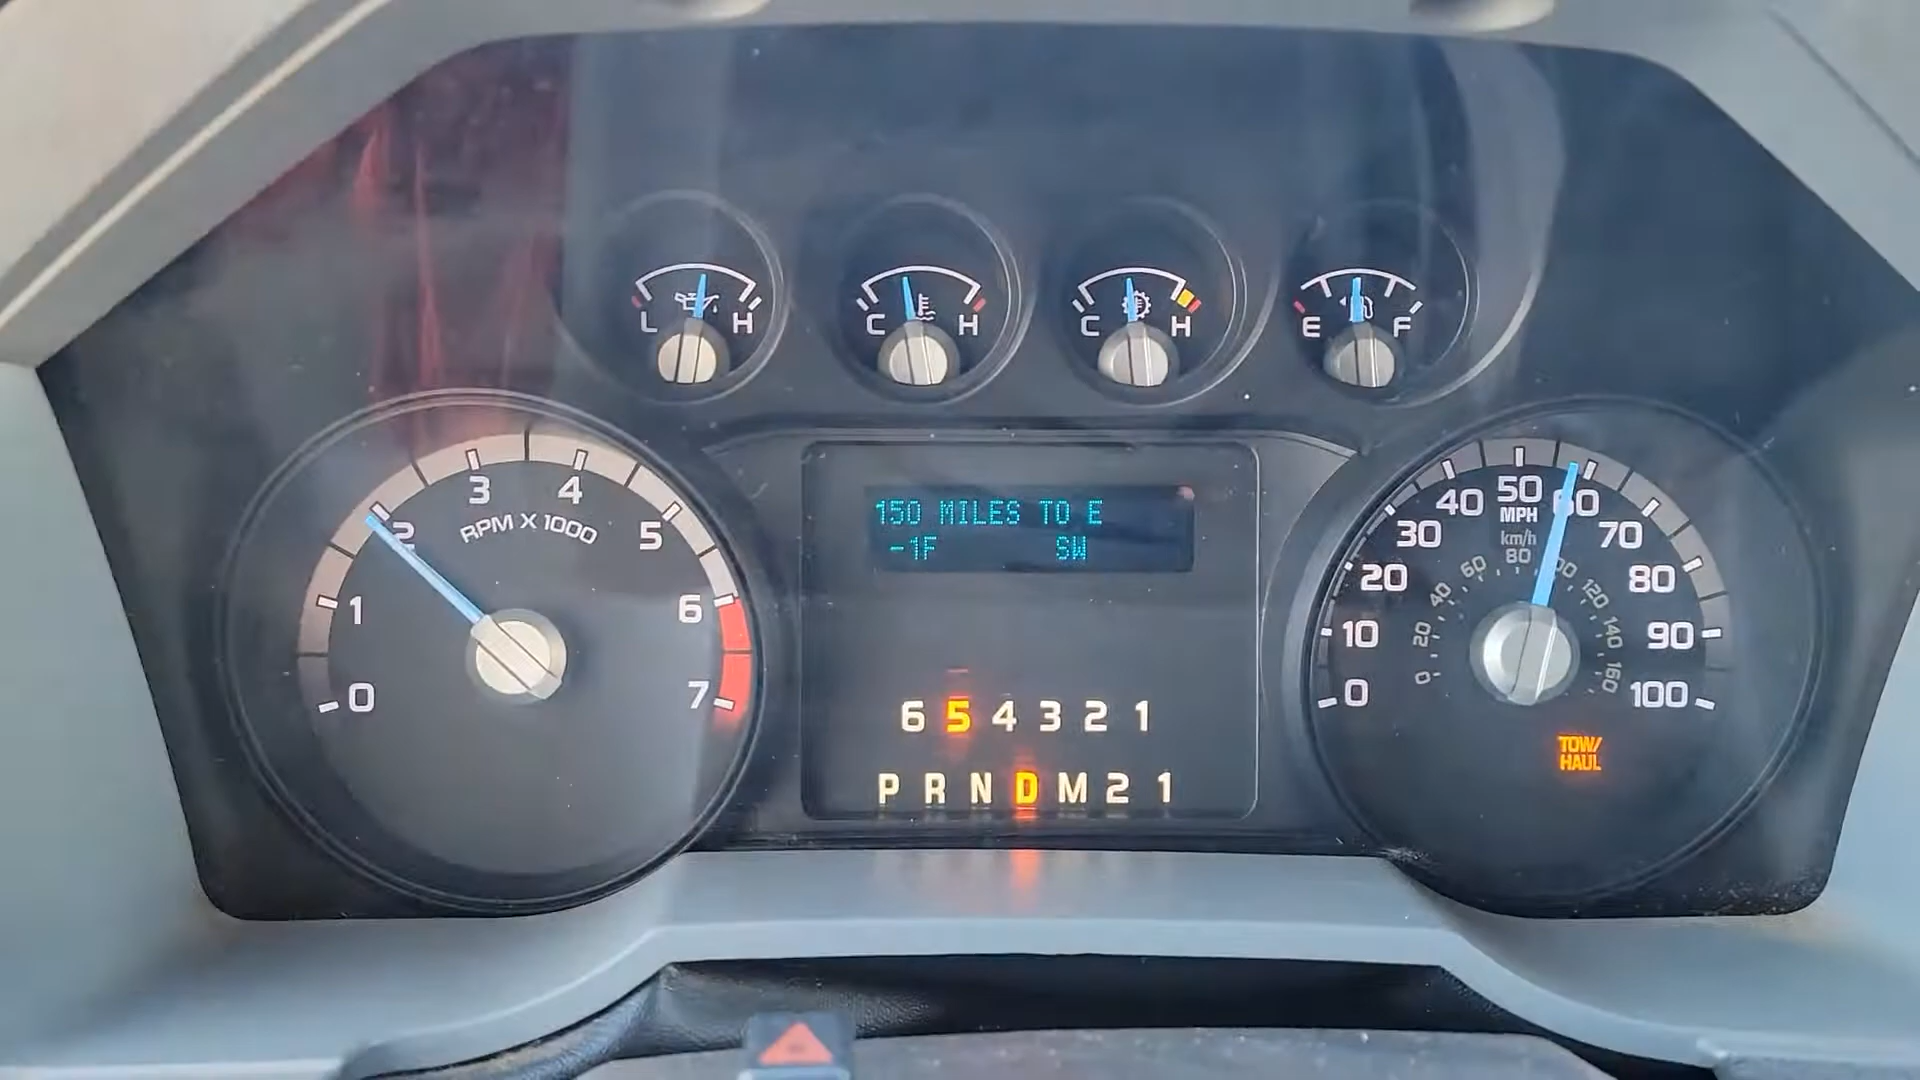 L H
C H
C H
E F
0 1 2 3 4 5 6 7
RPM X 1000
150 MILES TO E
-1F SW
6 5 4 3 2 1
P R N D M 2 1
0 10 20 30 40 50 60 70 80 90 100
MPH
km/h
0 20 40 60 80 100 120 140 160
TOW/
HAUL